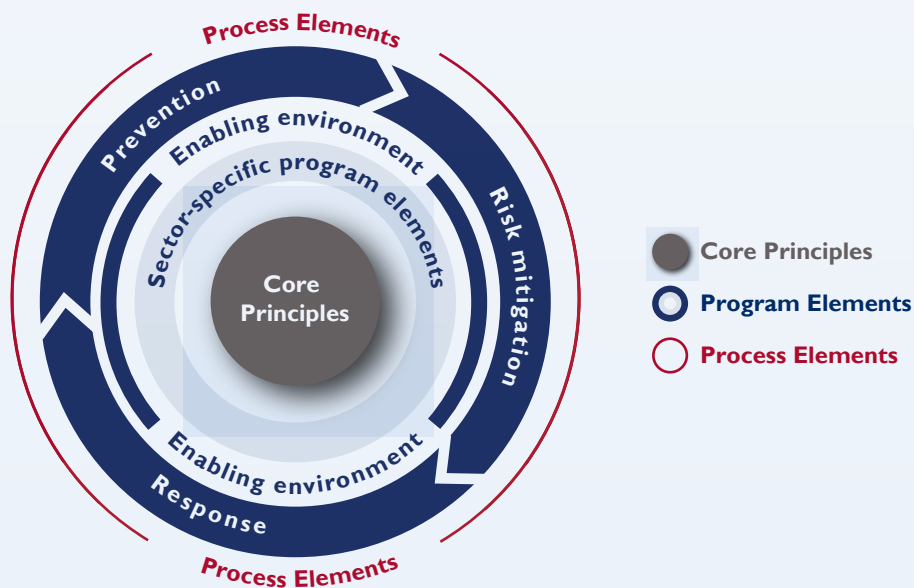 Process Elements
Prevention
Enabling environment
Sector-specific program elements
Risk mitigation
Core
Principles
Enabling environment
Response
Process Elements
Core Principles
Program Elements
Process Elements